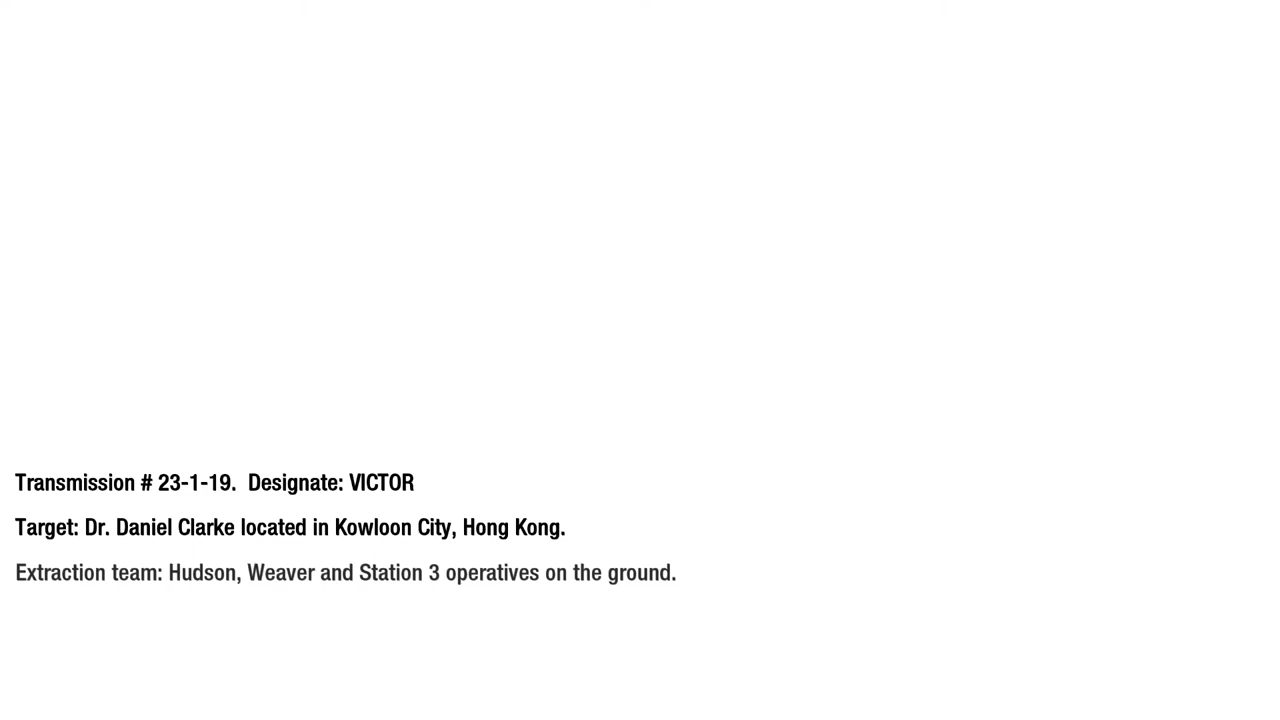 Transmission # 23-1-19.  Designate: VICTOR
Target: Dr. Daniel Clarke located in Kowloon City, Hong Kong.
Extraction team: Hudson, Weaver and Station 3 operatives on the ground.